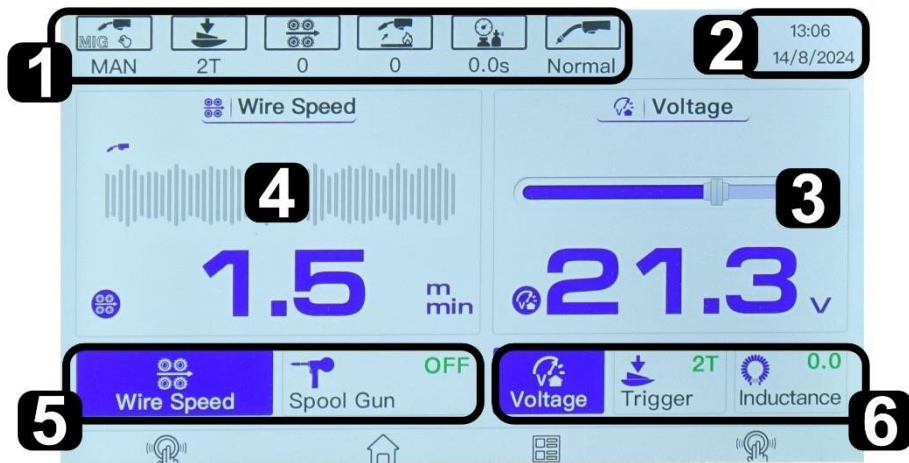 MIG
MAN 2T 0 0 0.0s Normal
1
2
13:06
14/8/2024
Wire Speed
4
1.5 m min
Voltage
3
V
21.3 V
5
Wire Speed
Spool Gun OFF
V
Voltage
Trigger 2T
Inductance 0.0
6